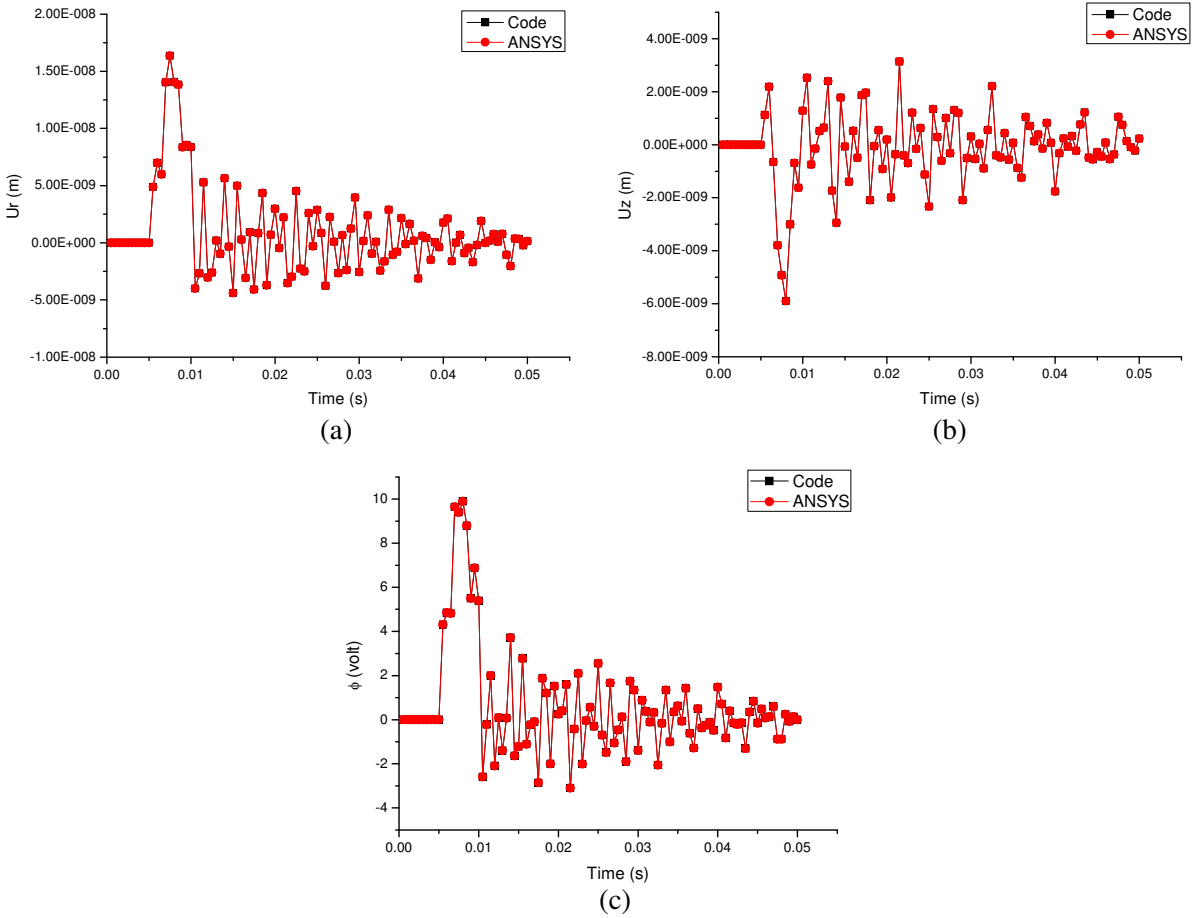 2.00E-008
1.50E-008
1.00E-008
5.00E-009
0.00E+000
-5.00E-009
-1.00E-008
Ur (m)
Code
ANSYS
0.00
0.01
0.02
0.03
0.04
0.05
Time (s)
(a)
4.00E-009
2.00E-009
0.00E+000
-2.00E-009
-4.00E-009
-6.00E-009
-8.00E-009
Uz (m)
Code
ANSYS
0.00
0.01
0.02
0.03
0.04
0.05
Time (s)
(b)
10
8
6
4
2
0
-2
-4
ϕ (volt)
Code
ANSYS
0.00
0.01
0.02
0.03
0.04
0.05
Time (s)
(c)